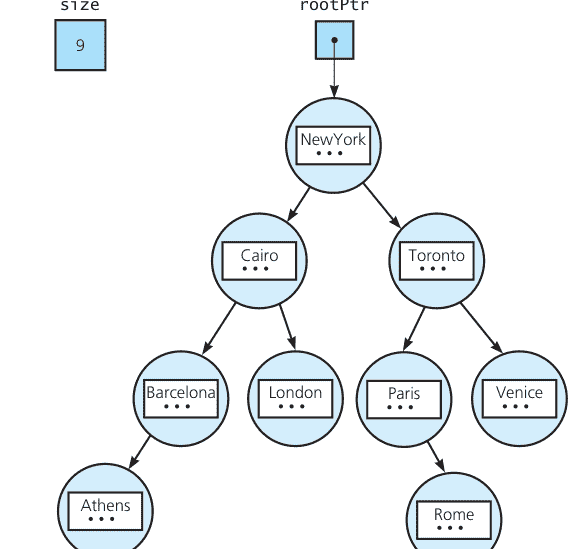 size
rootPtr
9
NewYork
•••
Cairo
•••
Toronto
•••
Barcelona
•••
London
•••
Paris
•••
Venice
•••
Athens
•••
Rome
•••